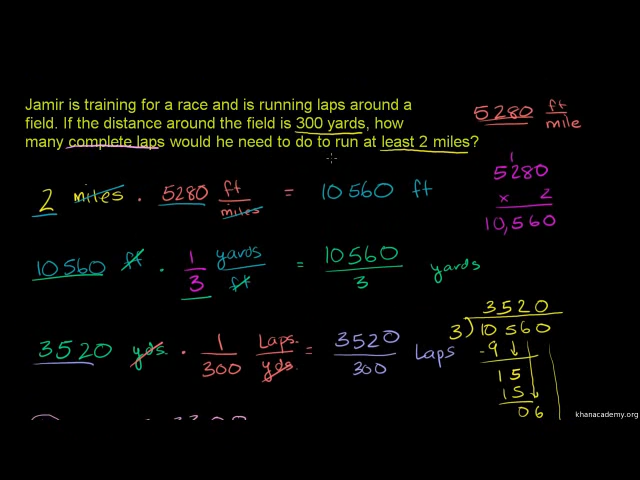 Jamir is training for a race and is running laps around a
field. If the distance around the field is 300 yards, how
many complete laps would he need to do to run at least 2 miles?
5280 ft/mile
1
5280
x 2
10,560
2 miles · 5280 ft/miles = 10560 ft
10560 ft · 1/3 yards/ft = 10560/3 yards
3520 yds. · 1/300 Laps./yds. = 3520/300 Laps
3520
3)10560
-9
15
15
06
khanacademy.org